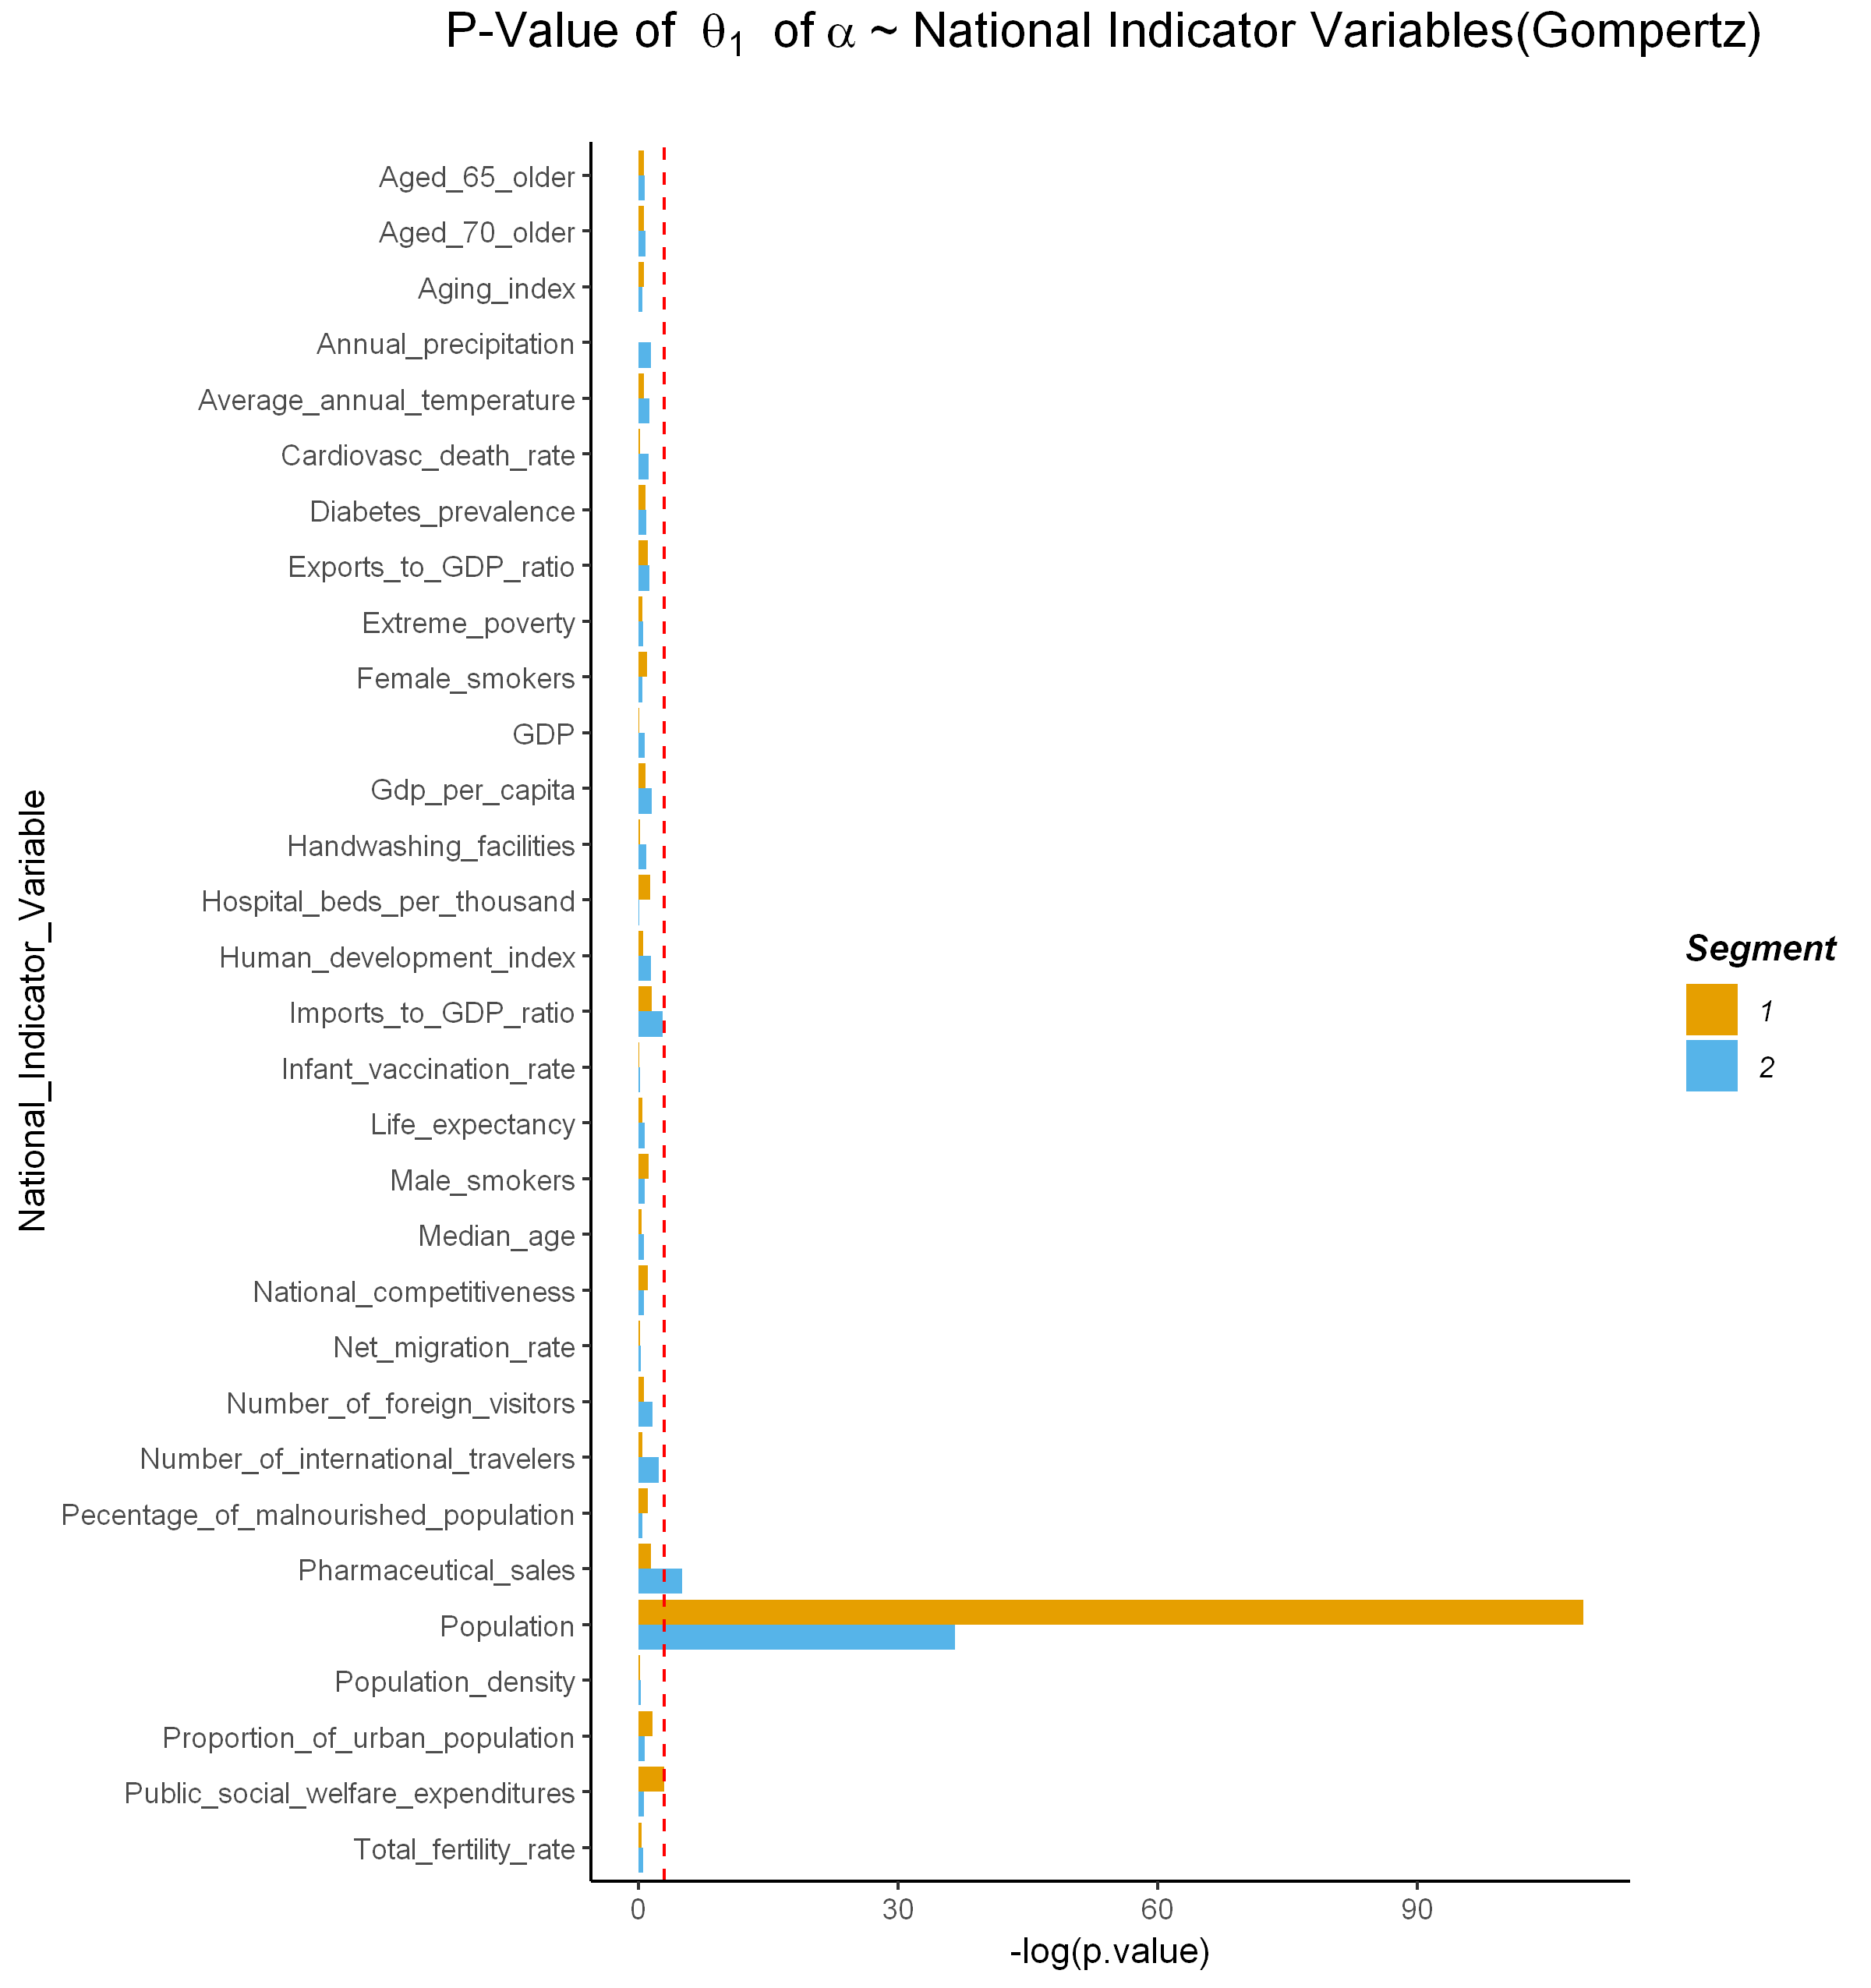 P-Value of θ1 of α ~ National Indicator Variables(Gompertz)
National_Indicator_Variable
Aged_65_older
Aged_70_older
Aging_index
Annual_precipitation
Average_annual_temperature
Cardiovasc_death_rate
Diabetes_prevalence
Exports_to_GDP_ratio
Extreme_poverty
Female_smokers
GDP
Gdp_per_capita
Handwashing_facilities
Hospital_beds_per_thousand
Human_development_index
Imports_to_GDP_ratio
Infant_vaccination_rate
Life_expectancy
Male_smokers
Median_age
National_competitiveness
Net_migration_rate
Number_of_foreign_visitors
Number_of_international_travelers
Pecentage_of_malnourished_population
Pharmaceutical_sales
Population
Population_density
Proportion_of_urban_population
Public_social_welfare_expenditures
Total_fertility_rate
0 30 60 90
-log(p.value)
Segment
1
2